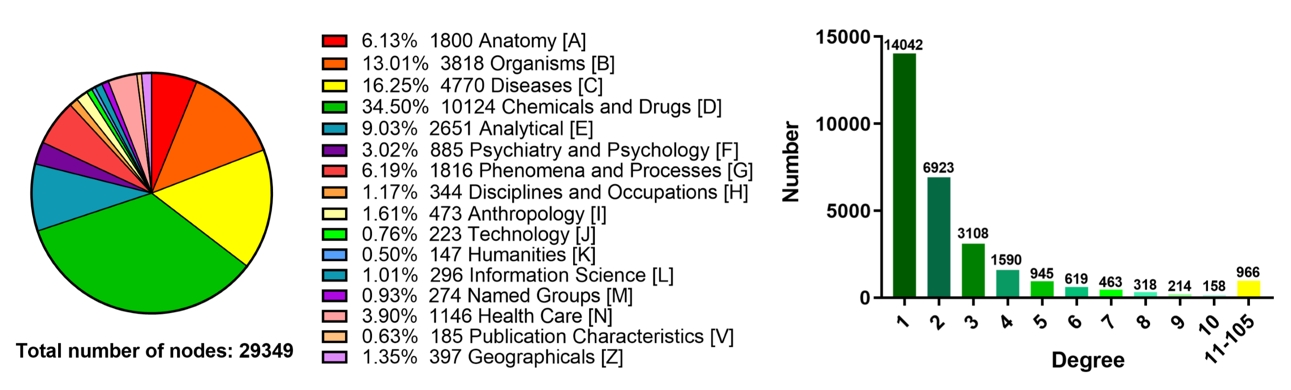 6.13% 1800 Anatomy [A]
13.01% 3818 Organisms [B]
16.25% 4770 Diseases [C]
34.50% 10124 Chemicals and Drugs [D]
9.03% 2651 Analytical [E]
3.02% 885 Psychiatry and Psychology [F]
6.19% 1816 Phenomena and Processes [G]
1.17% 344 Disciplines and Occupations [H]
1.61% 473 Anthropology [I]
0.76% 223 Technology [J]
0.50% 147 Humanities [K]
1.01% 296 Information Science [L]
0.93% 274 Named Groups [M]
3.90% 1146 Health Care [N]
0.63% 185 Publication Characteristics [V]
1.35% 397 Geographicals [Z]
Total number of nodes: 29349
Number
15000
10000
5000
0
14042
6923
3108
1590
945
619
463
318
214
158
966
1
2
3
4
5
6
7
8
9
10
11-105
Degree